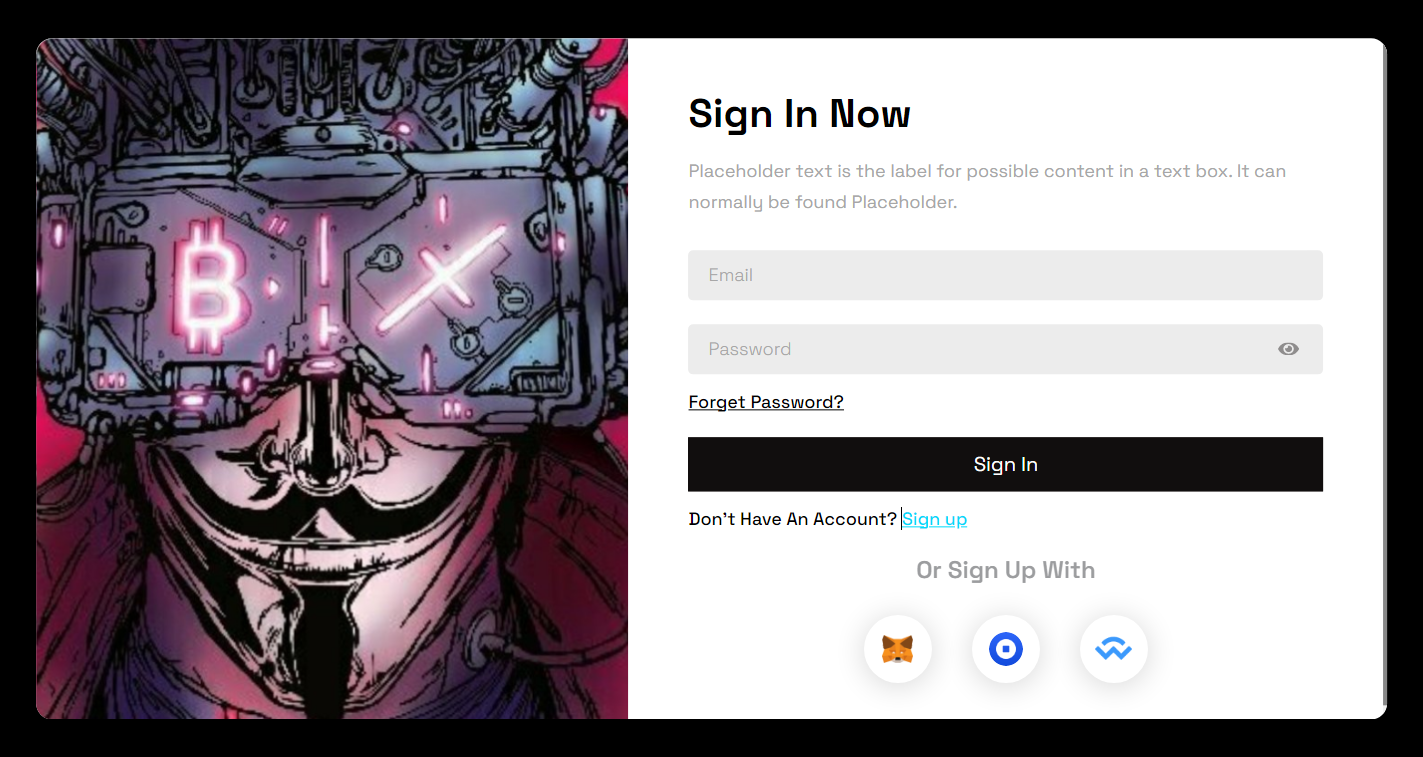 Sign In Now
Placeholder text is the label for possible content in a text box. It can
normally be found Placeholder.
Email
Password
Forget Password?
Sign In
Don't Have An Account? Sign up
Or Sign Up With